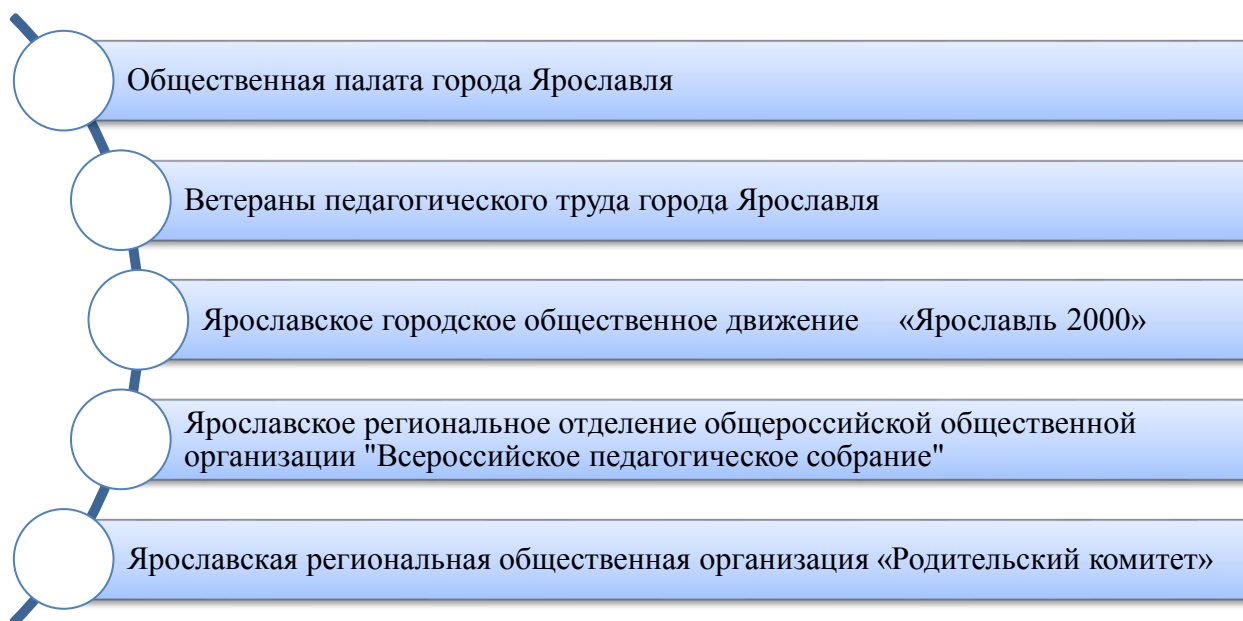 Общественная палата города Ярославля
Ветераны педагогического труда города Ярославля
Ярославское городское общественное движение «Ярославль 2000»
Ярославское региональное отделение общероссийской общественной
организации "Всероссийское педагогическое собрание"
Ярославская региональная общественная организация «Родительский комитет»